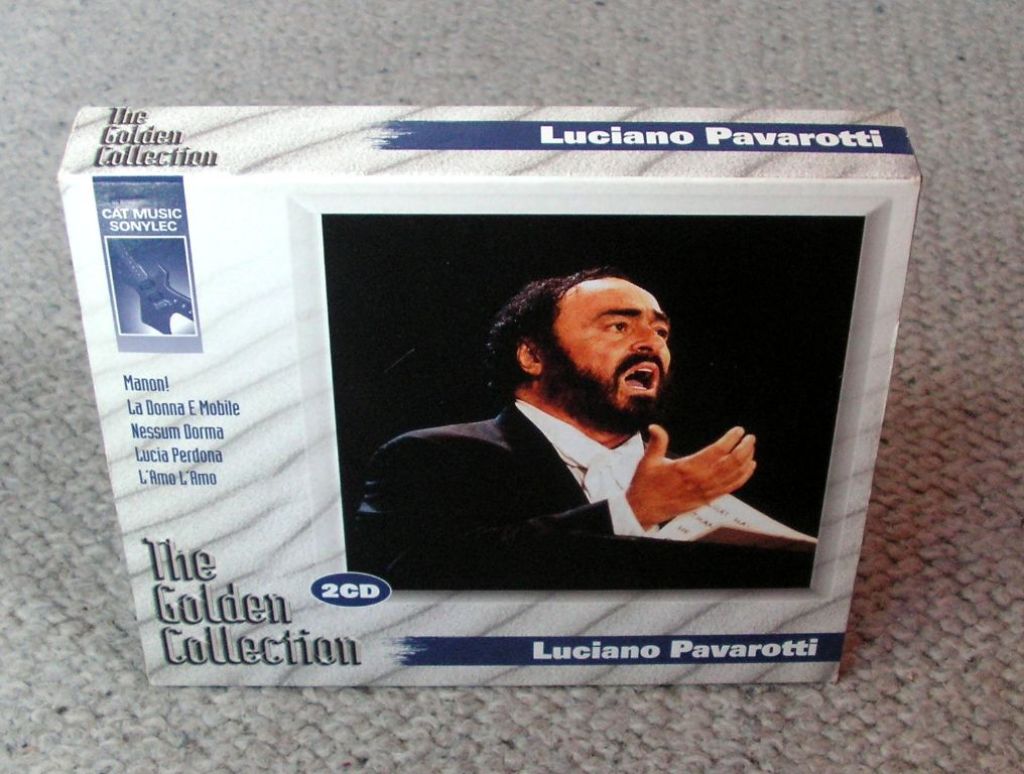 The
Golden
Collection
Luciano Pavarotti
CAT MUSIC
SONYLEC
Manon!
La Donna E Mobile
Nessum Dorma
Lucia Perdona
L'Amo L'Amo
The
Golden
Collection
2CD
Luciano Pavarotti